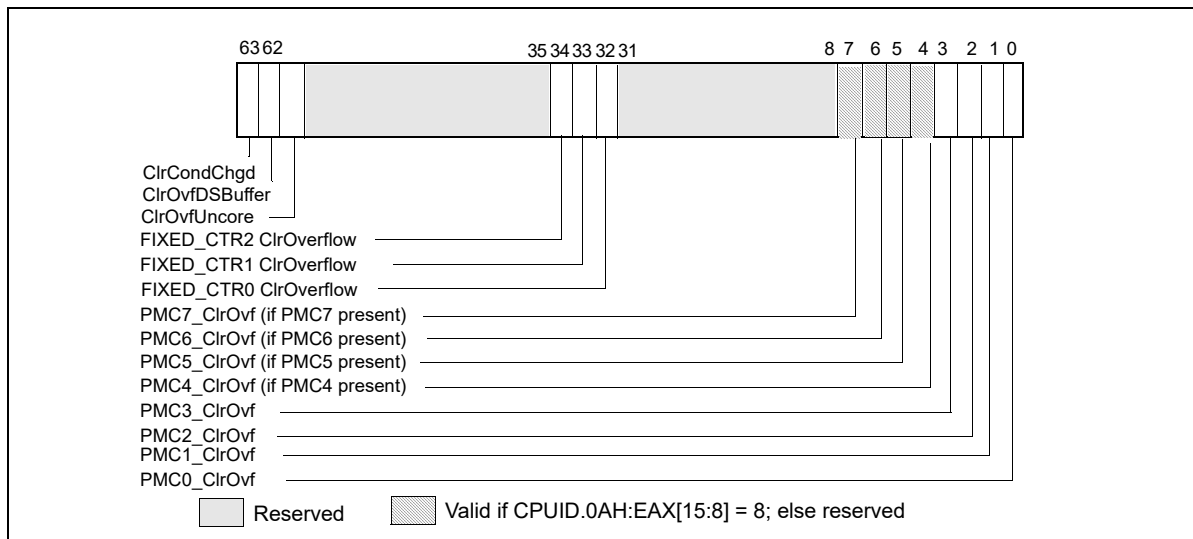 63 62 35 34 33 32 31 8 7 6 5 4 3 2 1 0
ClrCondChgd
ClrOvfDSBuffer
ClrOvfUncore
FIXED_CTR2 ClrOverflow
FIXED_CTR1 ClrOverflow
FIXED_CTR0 ClrOverflow
PMC7_ClrOvf (if PMC7 present)
PMC6_ClrOvf (if PMC6 present)
PMC5_ClrOvf (if PMC5 present)
PMC4_ClrOvf (if PMC4 present)
PMC3_ClrOvf
PMC2_ClrOvf
PMC1_ClrOvf
PMC0_ClrOvf
Reserved Valid if CPUID.0AH:EAX[15:8] = 8; else reserved